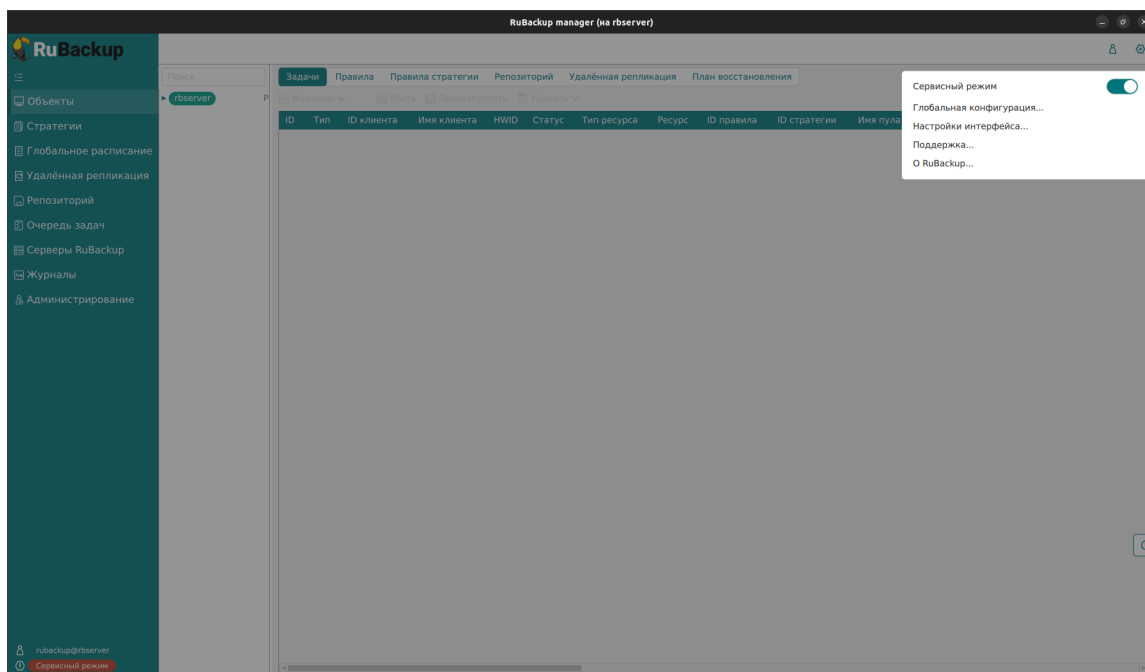 RuBackup manager (на rbserver)
RuBackup
Поиск
Задачи Правила Правила стратегии Репозиторий Удалённая репликация План восстановления
Сервисный режим
Глобальная конфигурация...
Настройки интерфейса...
Поддержка...
О RuBackup...
Объекты
rbserver
Журналы Убить Перезапустить Удалить
ID Тип ID клиента Имя клиента HWID Статус Тип ресурса Ресурс ID правила ID стратегии Имя пула
Стратегии
Глобальное расписание
Удалённая репликация
Репозиторий
Очередь задач
Серверы RuBackup
Журналы
Администрирование
rubackup@rbserver
Сервисный режим